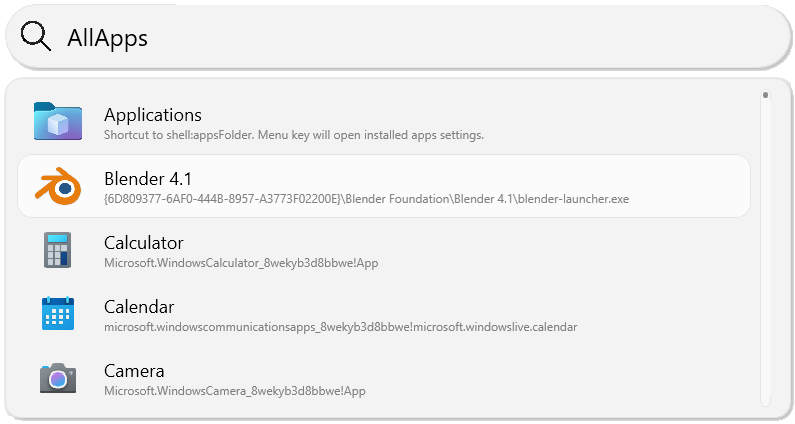 AllApps
Applications
Shortcut to shell:appsFolder. Menu key will open installed apps settings.
Blender 4.1
{6D809377-6AF0-444B-8957-A3773F02200E}\Blender Foundation\Blender 4.1\blender-launcher.exe
Calculator
Microsoft.WindowsCalculator_8wekyb3d8bbwe!App
Calendar
microsoft.windowscommunicationsapps_8wekyb3d8bbwe!microsoft.windowslive.calendar
Camera
Microsoft.WindowsCamera_8wekyb3d8bbwe!App